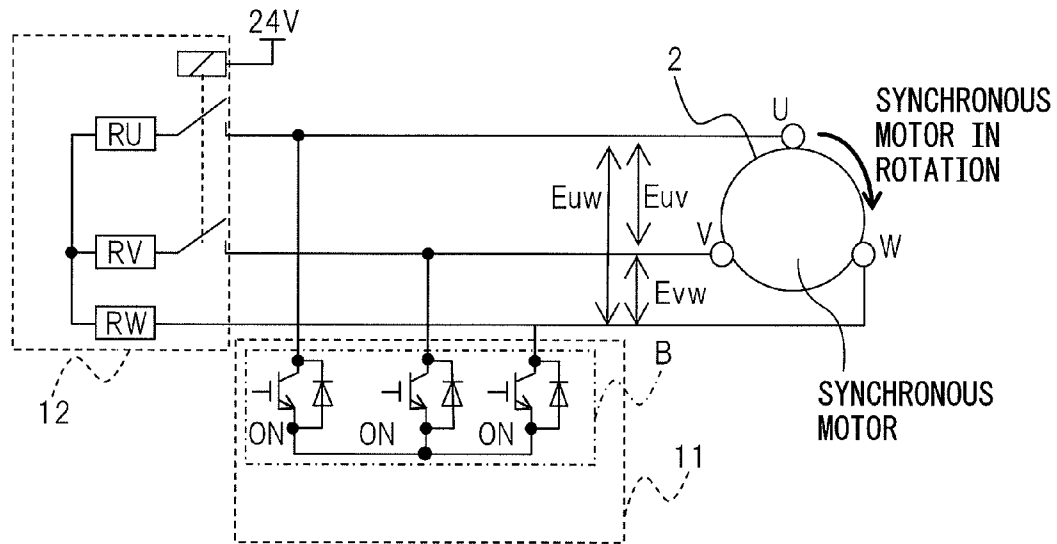 24V
2
U
SYNCHRONOUS
MOTOR IN
ROTATION
RU
Euw
Euv
RV
V
W
Evw
RW
B
12
ON
ON
ON
SYNCHRONOUS
MOTOR
11